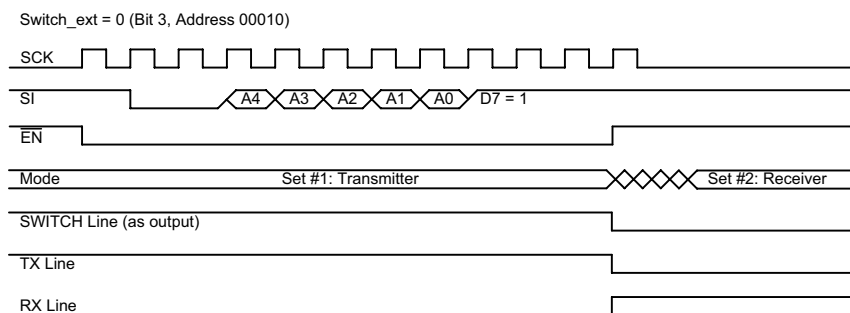 Switch_ext = 0 (Bit 3, Address 00010)
SCK
SI A4 A3 A2 A1 A0 D7 = 1
EN
Mode Set #1: Transmitter Set #2: Receiver
SWITCH Line (as output)
TX Line
RX Line